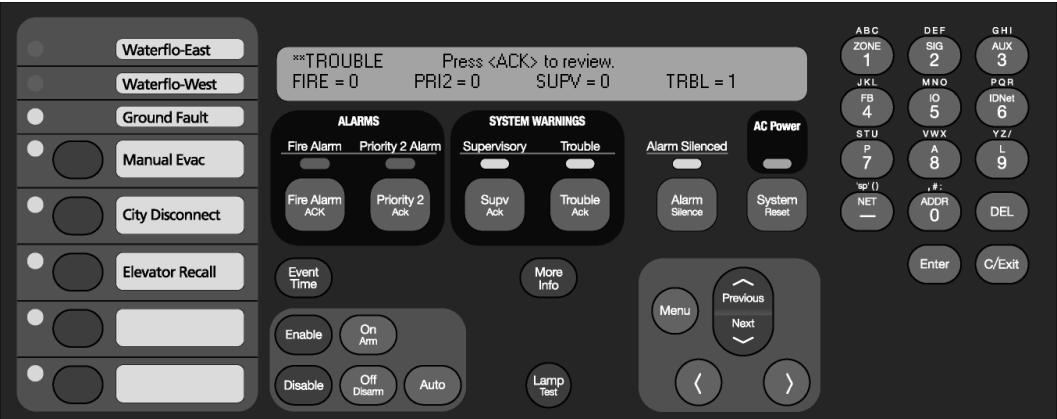 Waterflo-East
Waterflo-West
Ground Fault
Manual Evac
City Disconnect
Elevator Recall
**TROUBLE Press <ACK> to review.
FIRE = 0 PRI2 = 0 SUPV = 0 TRBL = 1
ALARMS
SYSTEM WARNINGS
AC Power
Fire Alarm Priority 2 Alarm
Supervisory Trouble
Alarm Silenced
Fire Alarm
ACK
Priority 2
Ack
Supv
Ack
Trouble
Ack
Alarm
Silence
System
Reset
Event
Time
More
Info
Enable
On
Arm
Disable
Off
Disarm
Auto
Lamp
Test
Menu
Previous
Next
ABC
ZONE
1
DEF
SIG
2
GHI
AUX
3
JKL
FB
4
MNO
IO
5
PQR
IDNet
6
STU
P
7
VWX
A
8
YZ/
L
9
'sp' ()
NET
—
,#:
ADDR
0
DEL
Enter
C/Exit